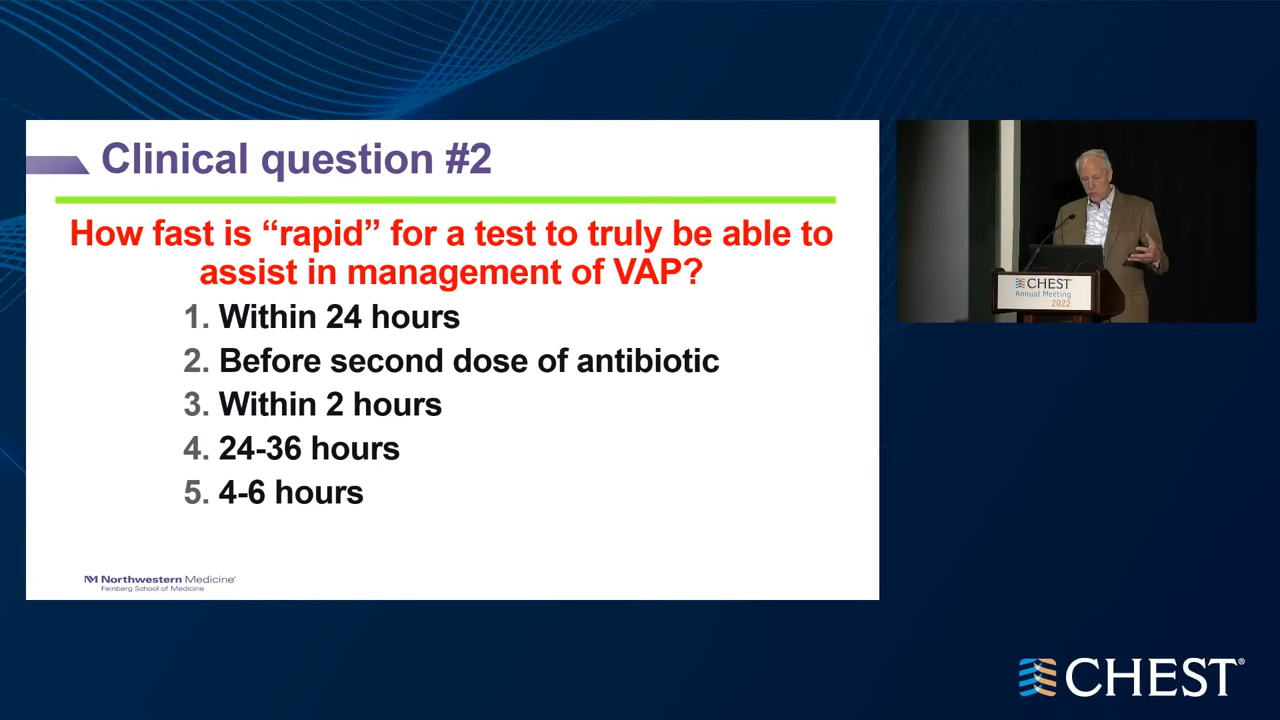 Clinical question #2
How fast is “rapid” for a test to truly be able to
assist in management of VAP?
1. Within 24 hours
2. Before second dose of antibiotic
3. Within 2 hours
4. 24-36 hours
5. 4-6 hours
NM Northwestern Medicine®
Feinberg School of Medicine
CHEST
Annual Meeting
2022
CHEST®